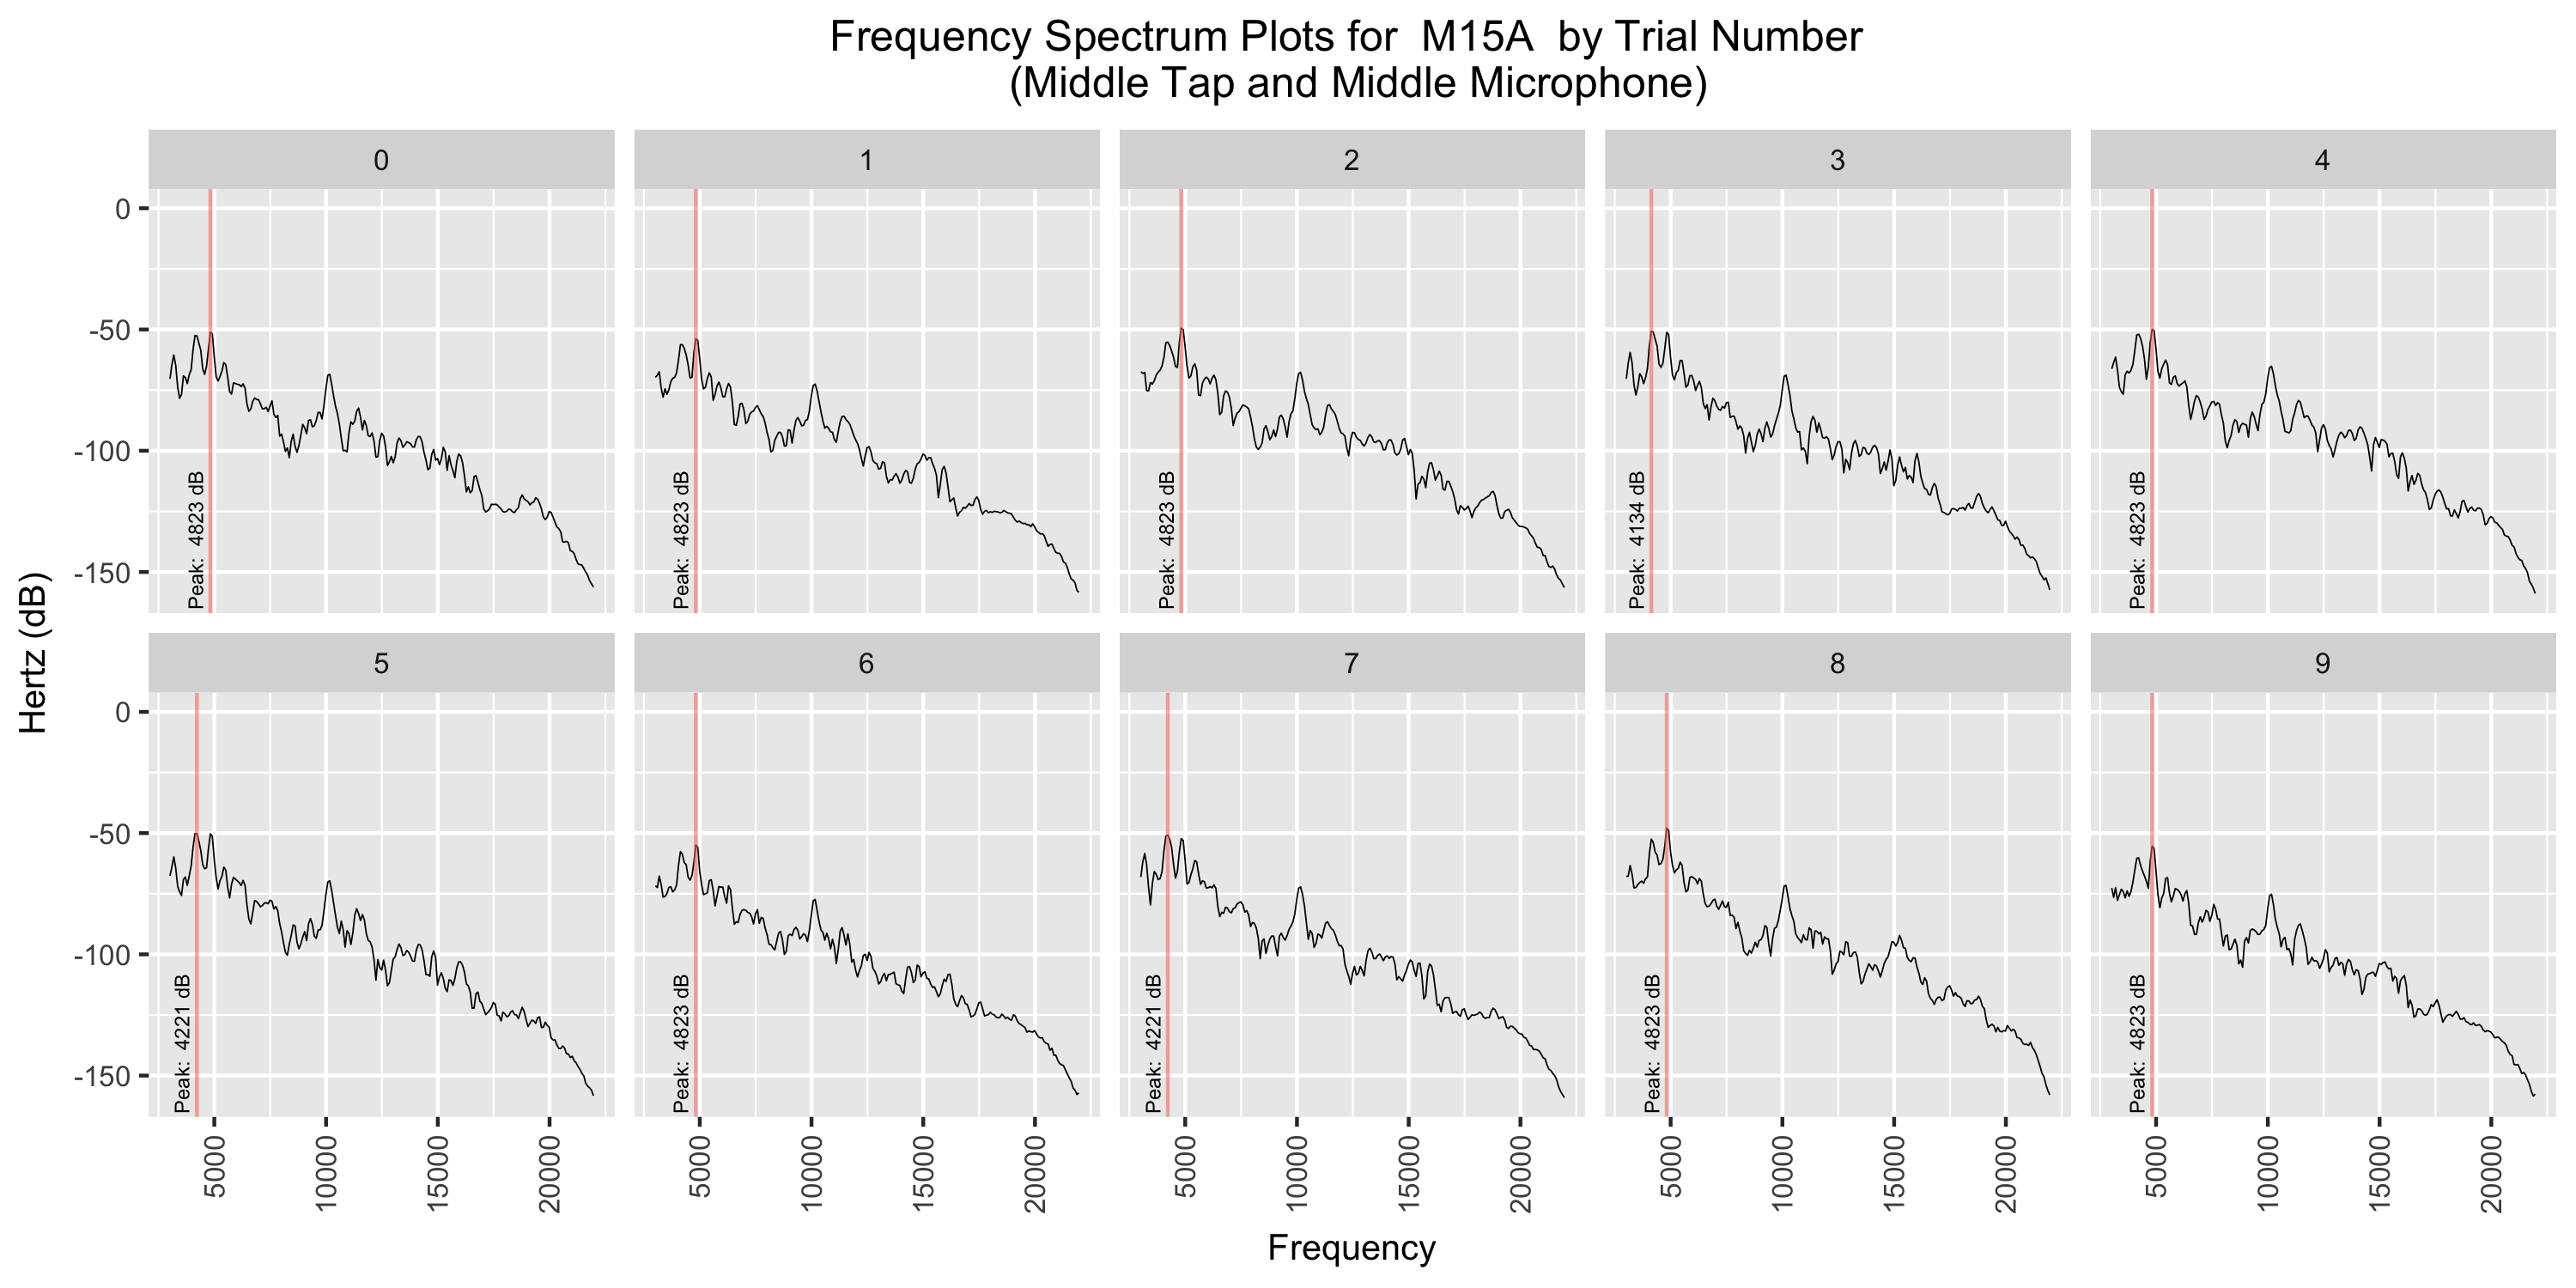 Frequency Spectrum Plots for  M15A  by Trial Number
(Middle Tap and Middle Microphone)
0
1
2
3
4
0
-50
-100
-150
Peak:  4823 dB
Peak:  4823 dB
Peak:  4823 dB
Peak:  4134 dB
Peak:  4823 dB
Hertz (dB)
5
6
7
8
9
0
-50
-100
-150
Peak:  4221 dB
Peak:  4823 dB
Peak:  4221 dB
Peak:  4823 dB
Peak:  4823 dB
5000
10000
15000
20000
5000
10000
15000
20000
5000
10000
15000
20000
5000
10000
15000
20000
5000
10000
15000
20000
Frequency